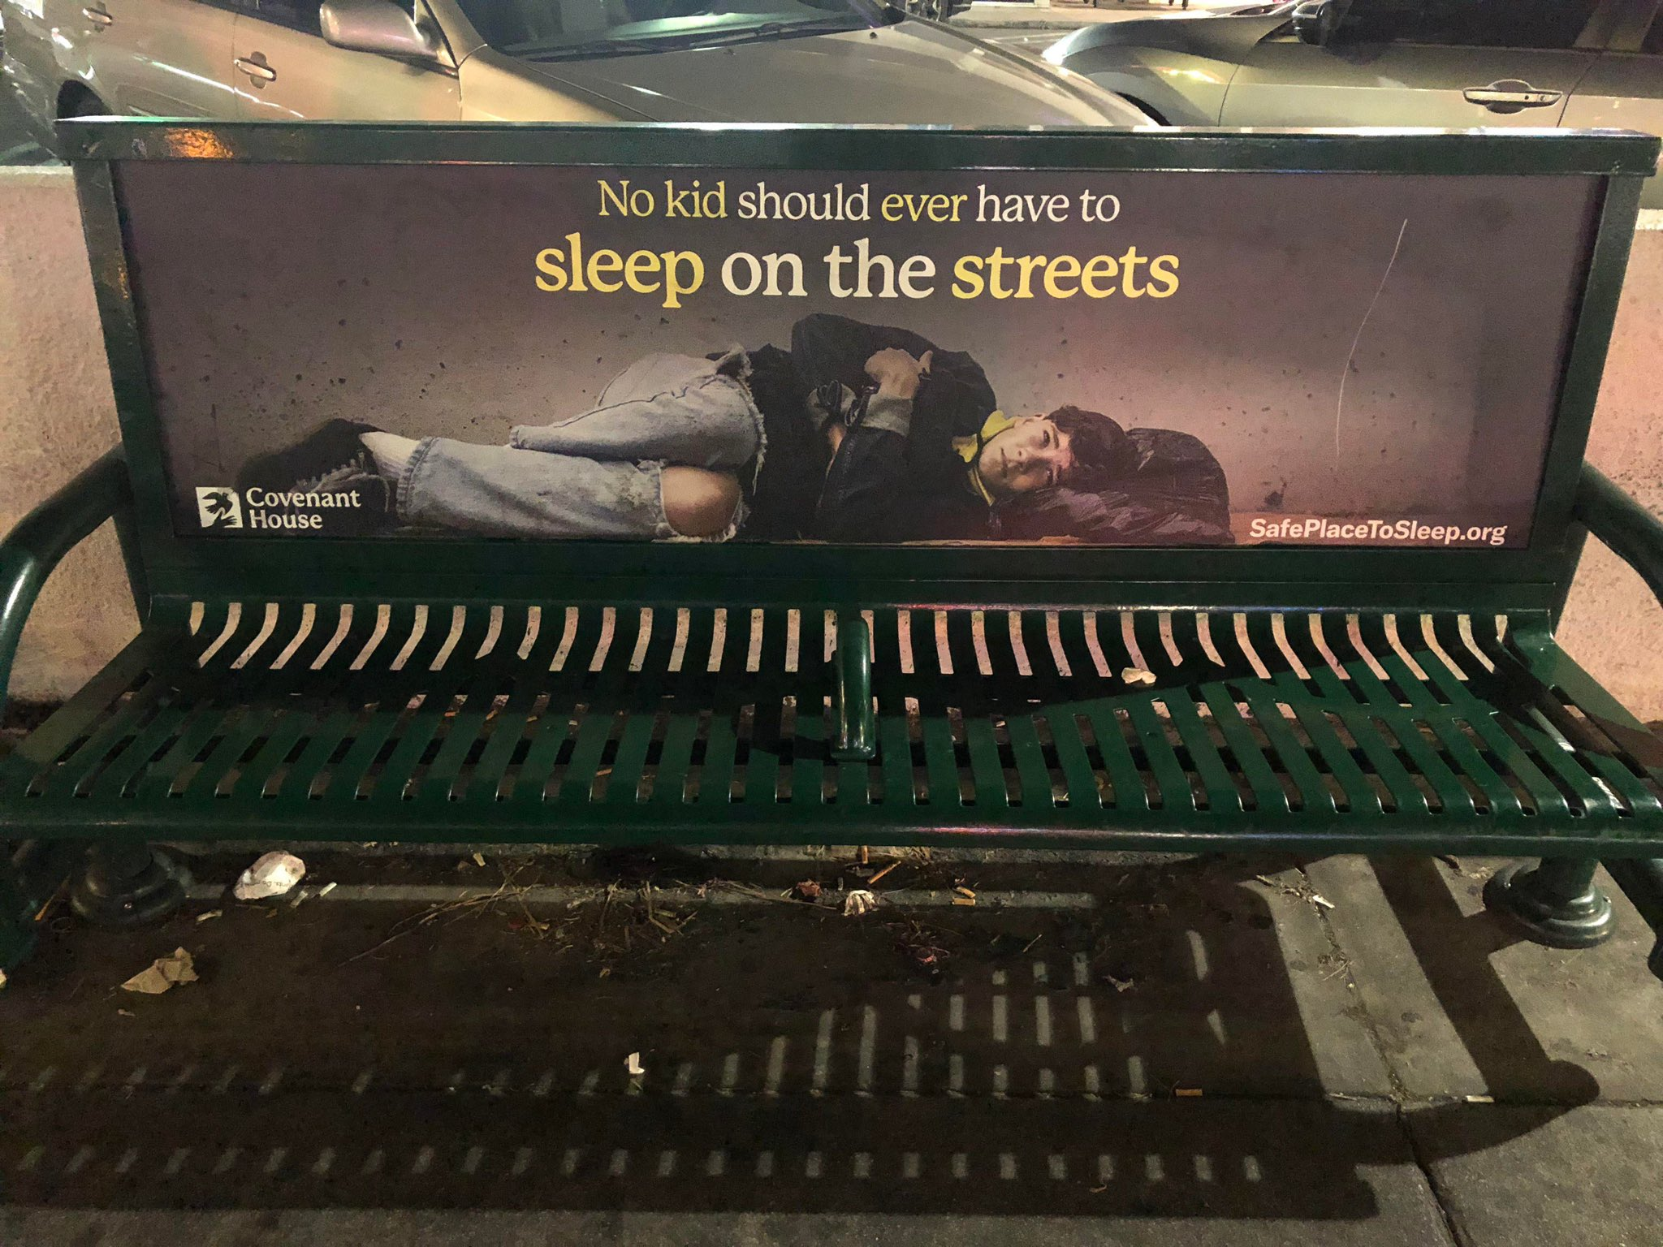 No kid should ever have to
sleep on the streets
Covenant
House
SafePlaceToSleep.org